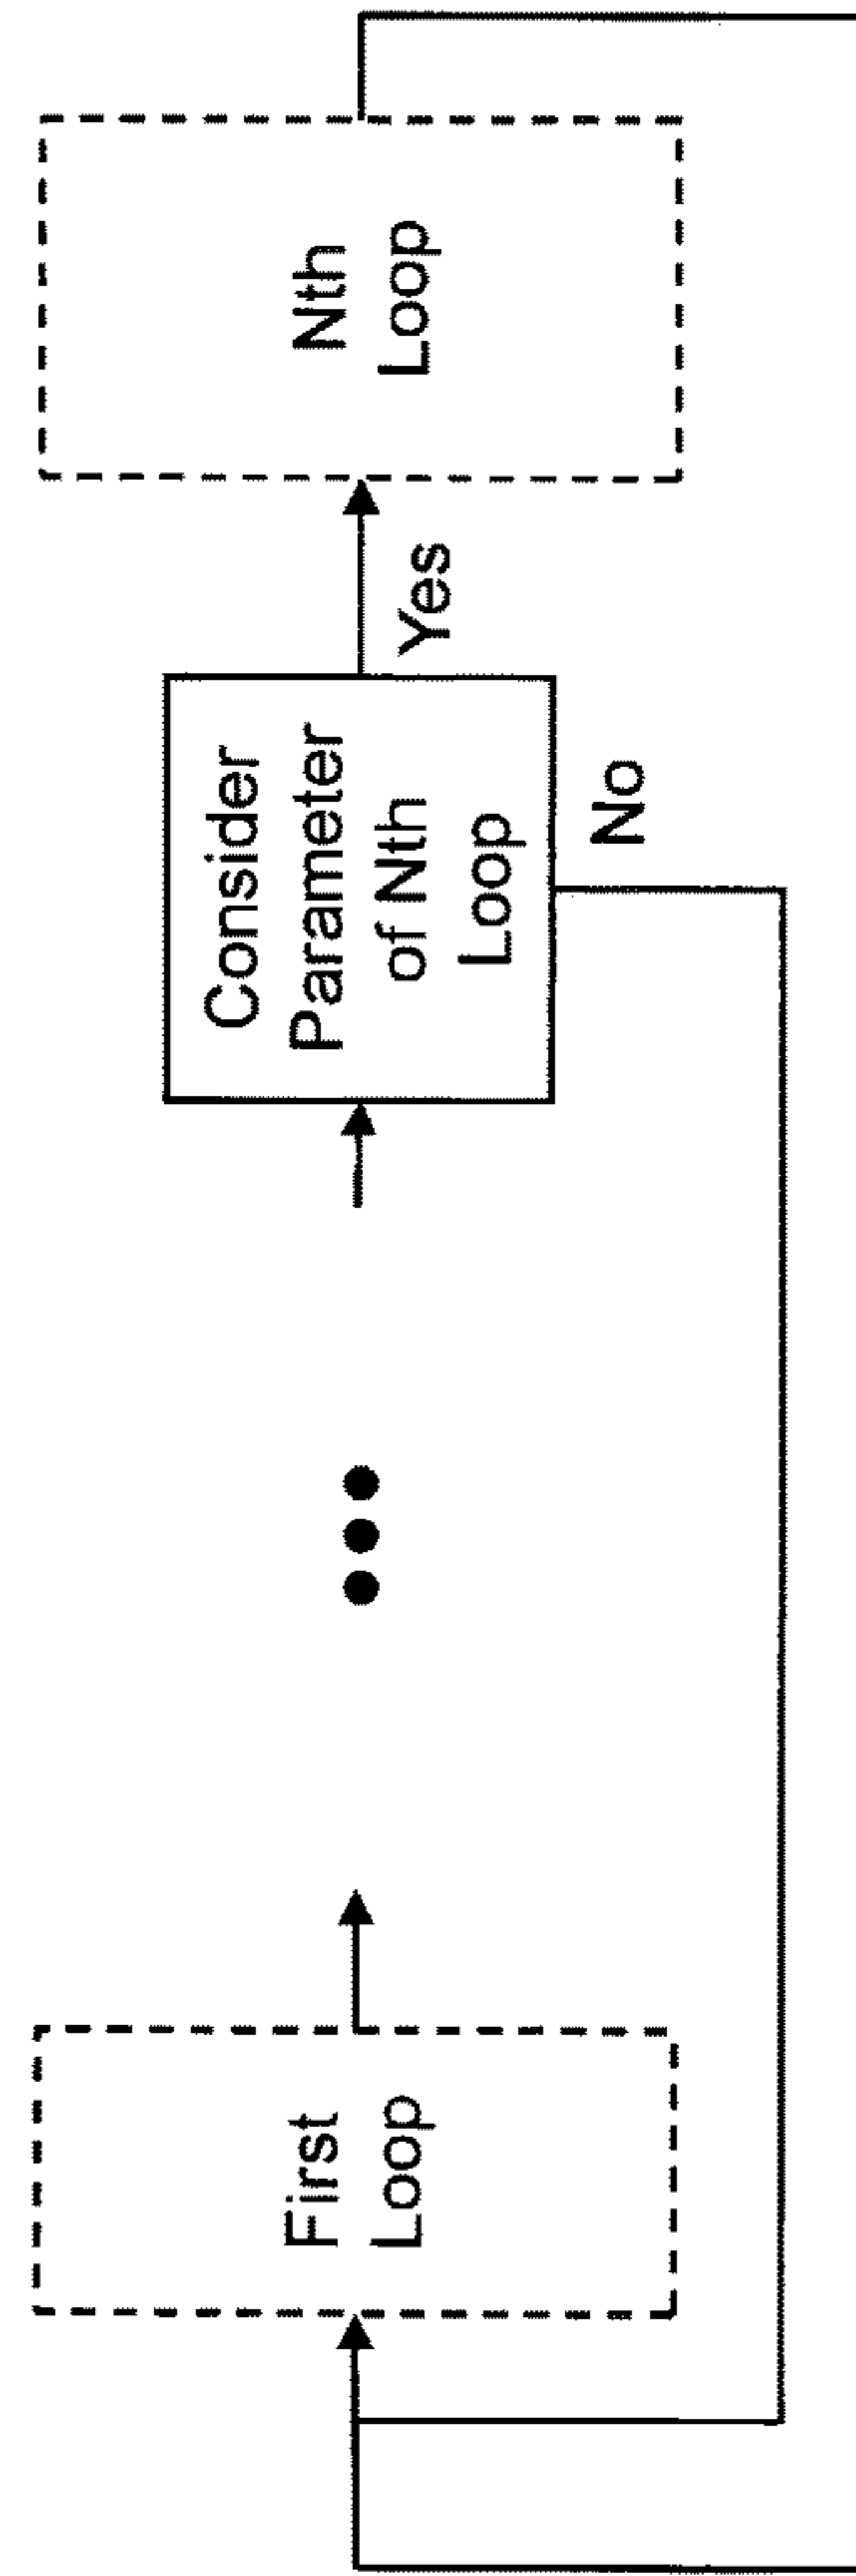 First
Loop
Consider
Parameter
of Nth
Loop
Yes
No
Nth
Loop